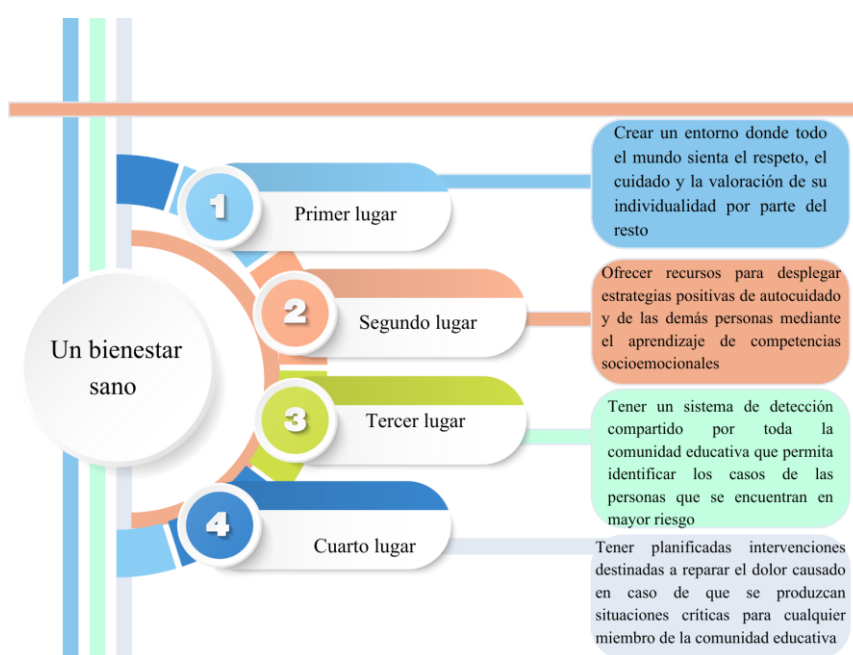 Un bienestar
sano
1
Primer lugar
Crear un entorno donde todo
el mundo sienta el respeto, el
cuidado y la valoración de su
individualidad por parte del
resto
2
Segundo lugar
Ofrecer recursos para desplegar
estrategias positivas de autocuidado
y de las demás personas mediante
el aprendizaje de competencias
socioemocionales
3
Tercer lugar
Tener un sistema de detección
compartido por toda la
comunidad educativa que permita
identificar los casos de las
personas que se encuentran en
mayor riesgo
4
Cuarto lugar
Tener planificadas intervenciones
destinadas a reparar el dolor causado
en caso de que se produzcan
situaciones críticas para cualquier
miembro de la comunidad educativa